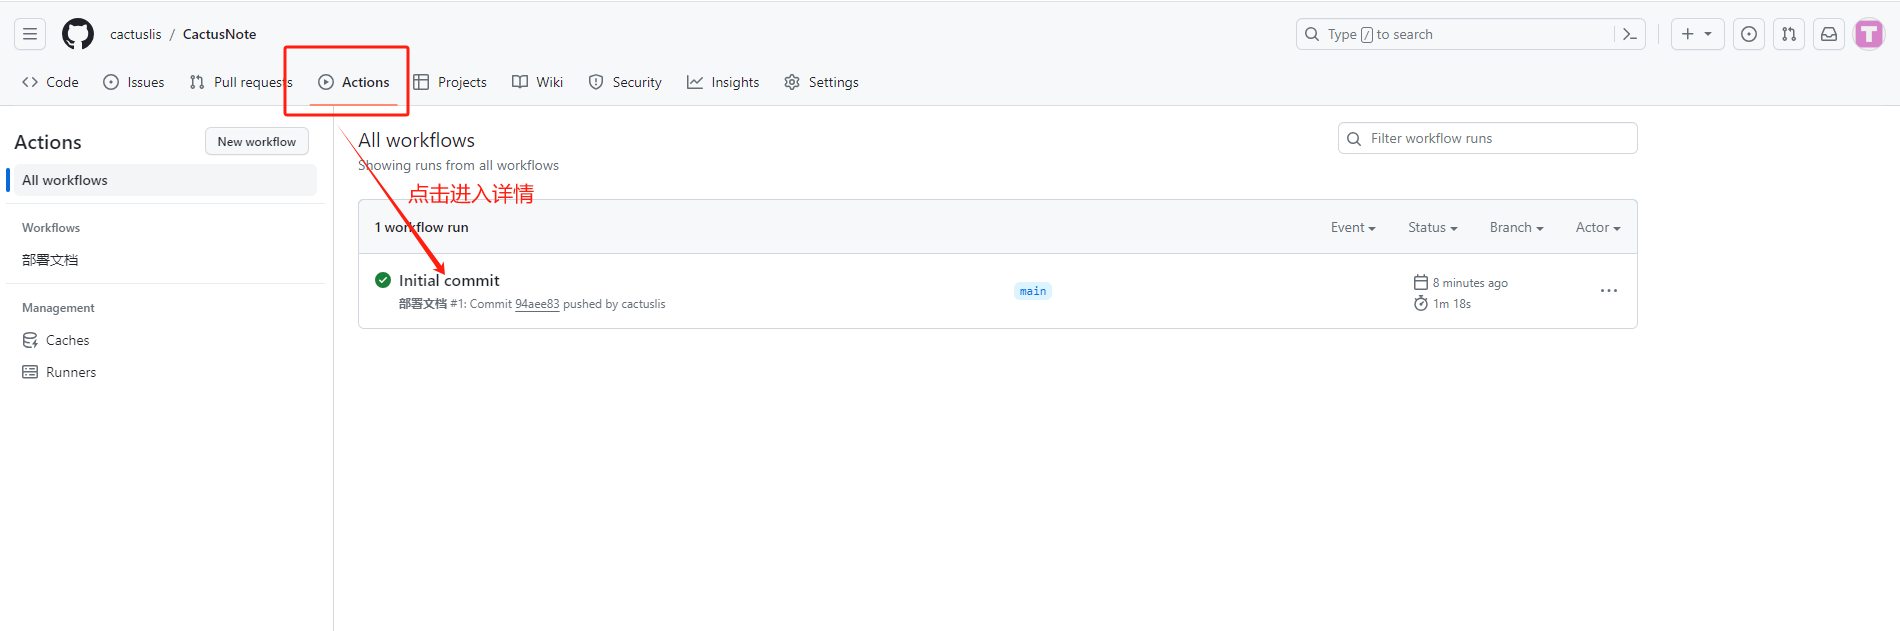 cactuslis / CactusNote
Type / to search
Code Issues Pull requests Actions Projects Wiki Security Insights Settings
Actions
New workflow
All workflows
Workflows
部署文档
Management
Caches
Runners
All workflows
Showing runs from all workflows
Filter workflow runs
点击进入详情
1 workflow run
Event Status Branch Actor
Initial commit
部署文档 #1: Commit 94aee83 pushed by cactuslis
main
8 minutes ago
1m 18s
T